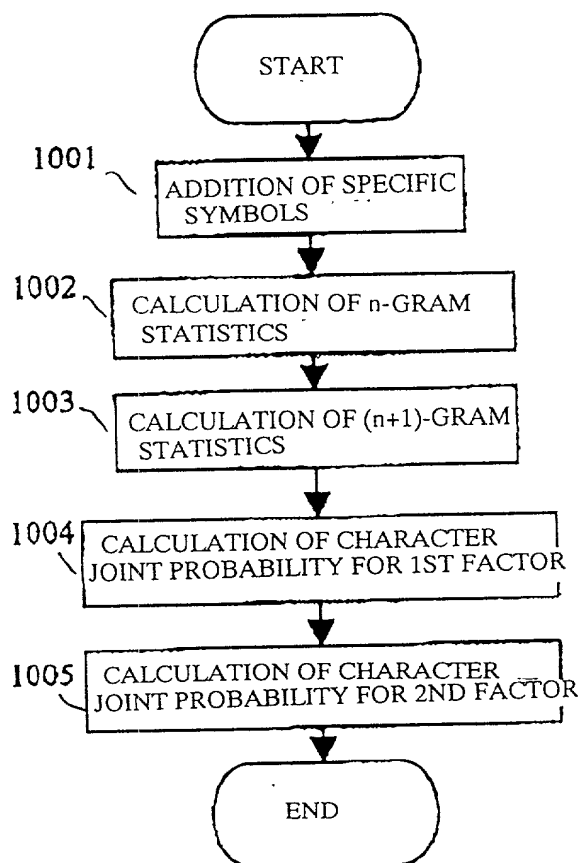 START
1001
ADDITION OF SPECIFIC
SYMBOLS
1002
CALCULATION OF n-GRAM
STATISTICS
1003
CALCULATION OF (n+1)-GRAM
STATISTICS
1004
CALCULATION OF CHARACTER
JOINT PROBABILITY FOR 1ST FACTOR
1005
CALCULATION OF CHARACTER
JOINT PROBABILITY FOR 2ND FACTOR
END